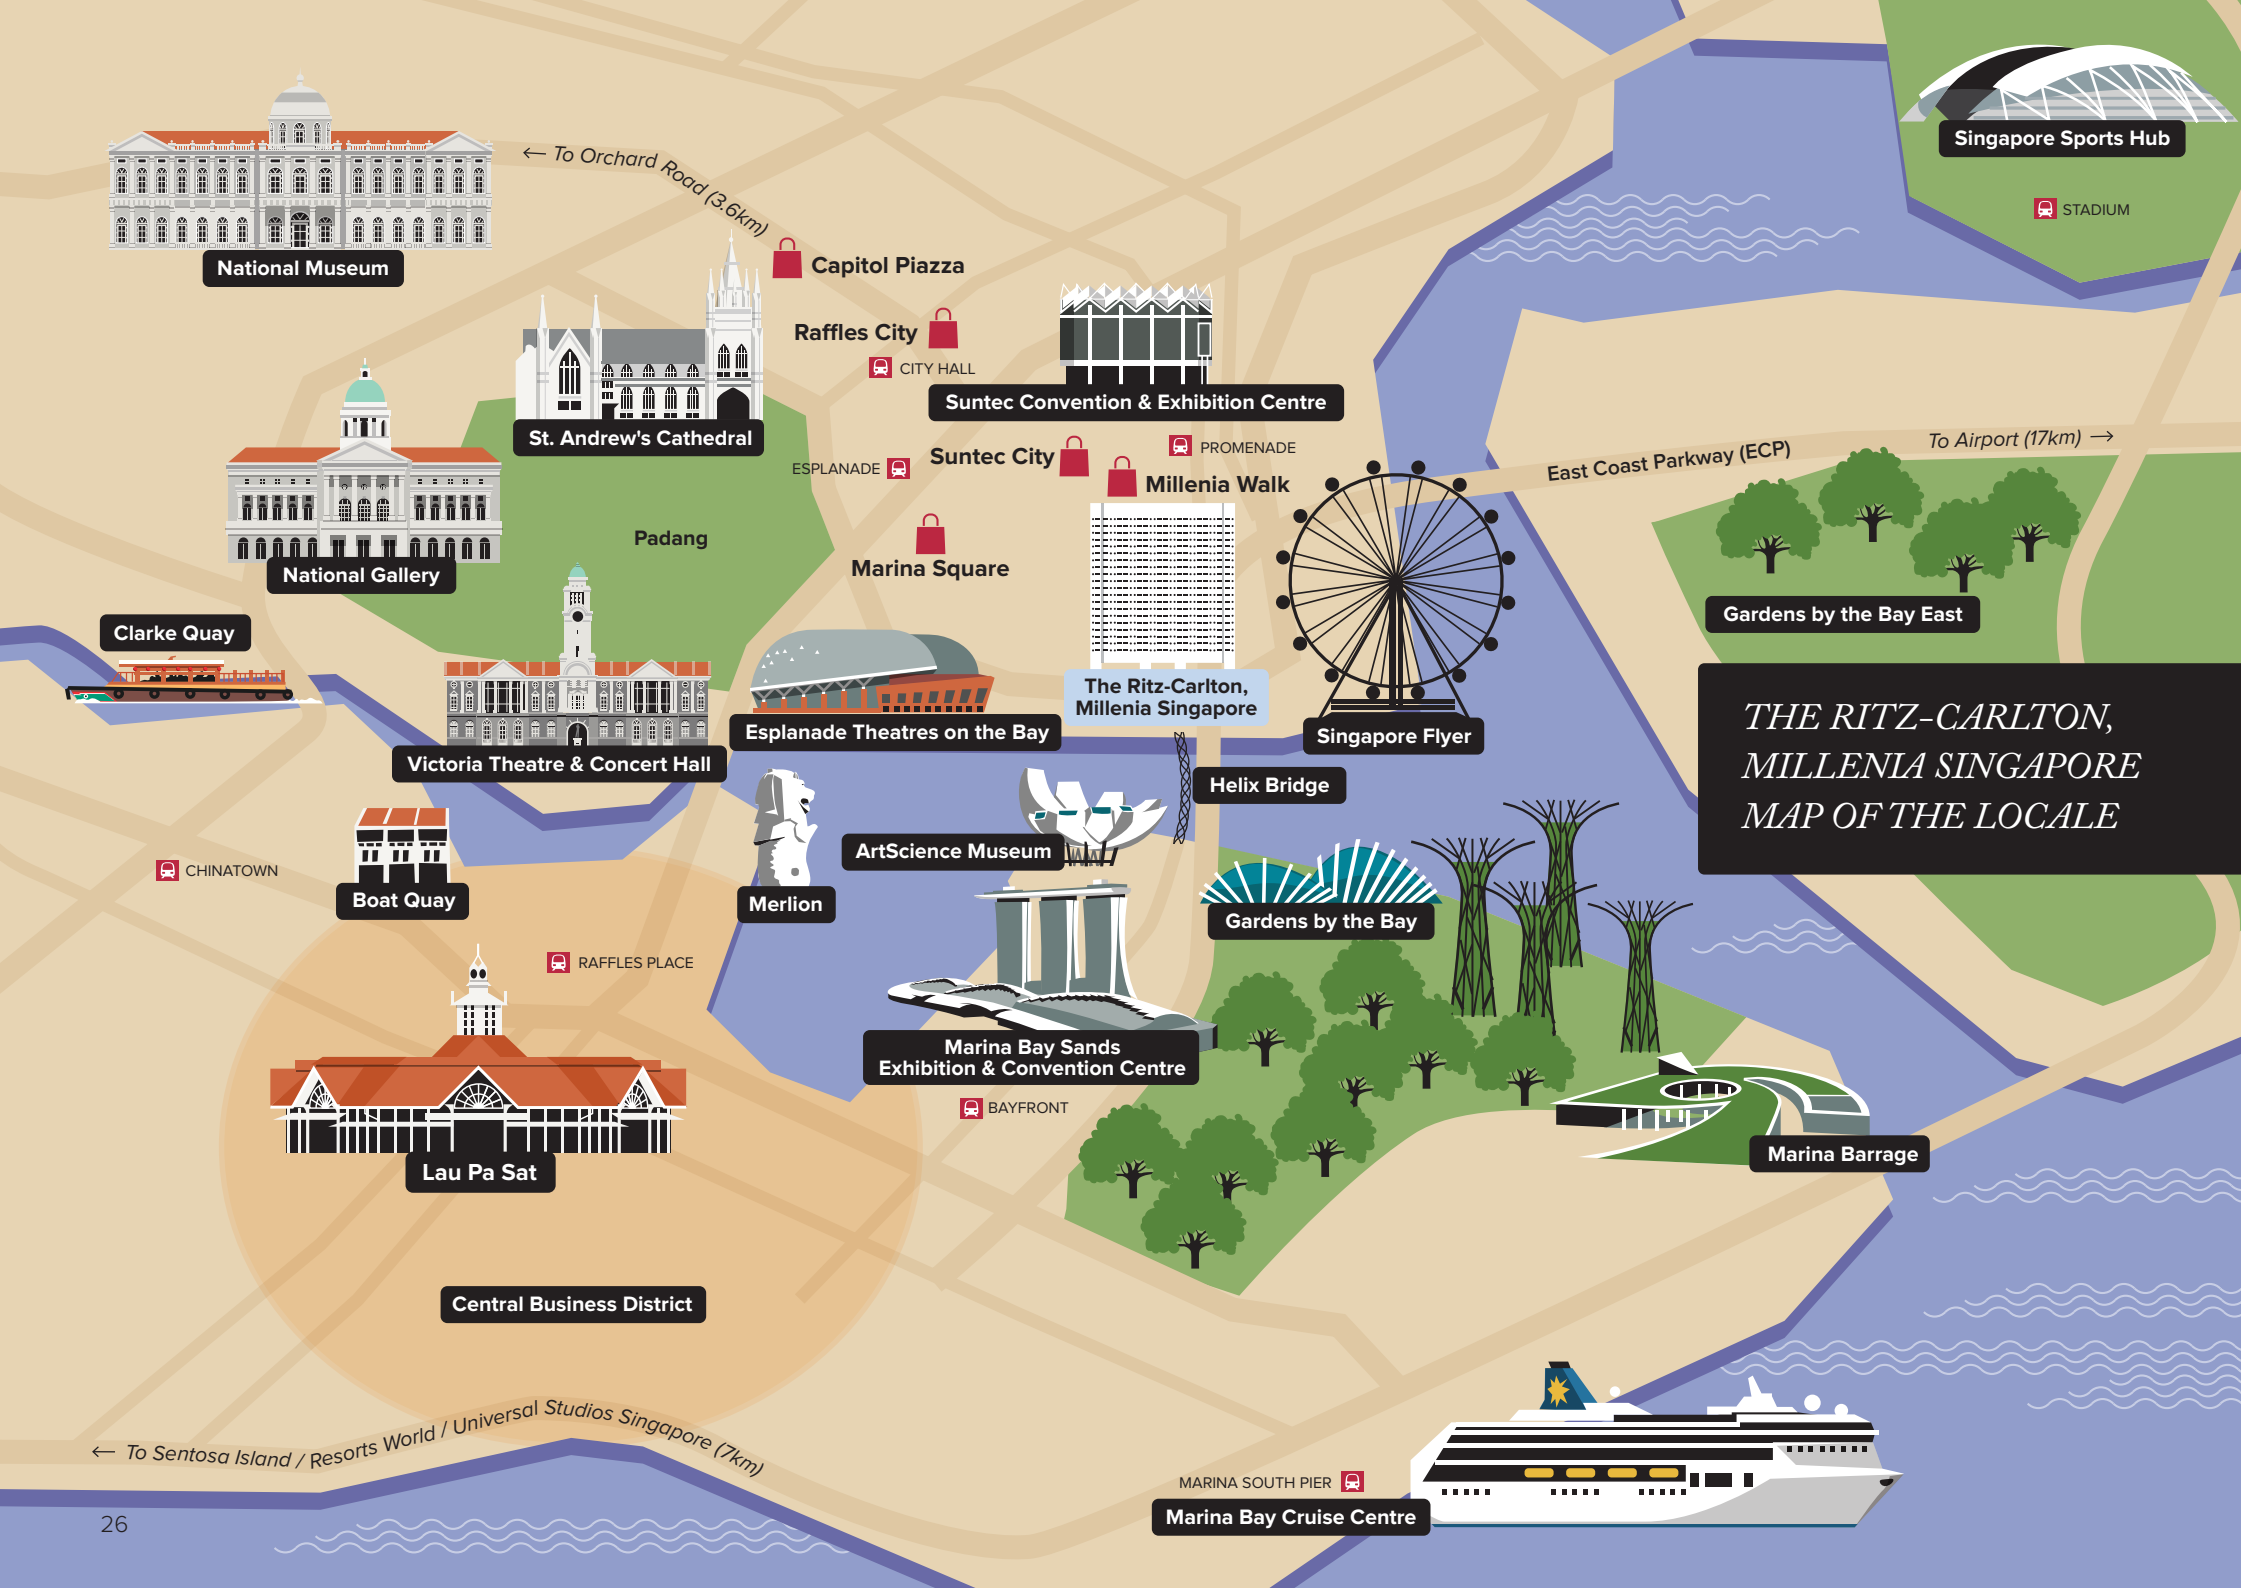 Singapore Sports Hub
STADIUM
← To Orchard Road (3.6km)
National Museum
Capitol Piazza
Raffles City
CITY HALL
Suntec Convention & Exhibition Centre
St. Andrew's Cathedral
ESPLANADE
Suntec City
PROMENADE
Millenia Walk
East Coast Parkway (ECP)
To Airport (17km) →
Padang
Marina Square
National Gallery
Gardens by the Bay East
Clarke Quay
The Ritz-Carlton,
Millenia Singapore
Esplanade Theatres on the Bay
Singapore Flyer
Victoria Theatre & Concert Hall
Helix Bridge
THE RITZ-CARLTON,
MILLENIA SINGAPORE
MAP OF THE LOCALE
ArtScience Museum
CHINATOWN
Boat Quay
Merlion
Gardens by the Bay
RAFFLES PLACE
Marina Bay Sands
Exhibition & Convention Centre
BAYFRONT
Marina Barrage
Lau Pa Sat
Central Business District
← To Sentosa Island / Resorts World / Universal Studios Singapore (7km)
MARINA SOUTH PIER
Marina Bay Cruise Centre
26